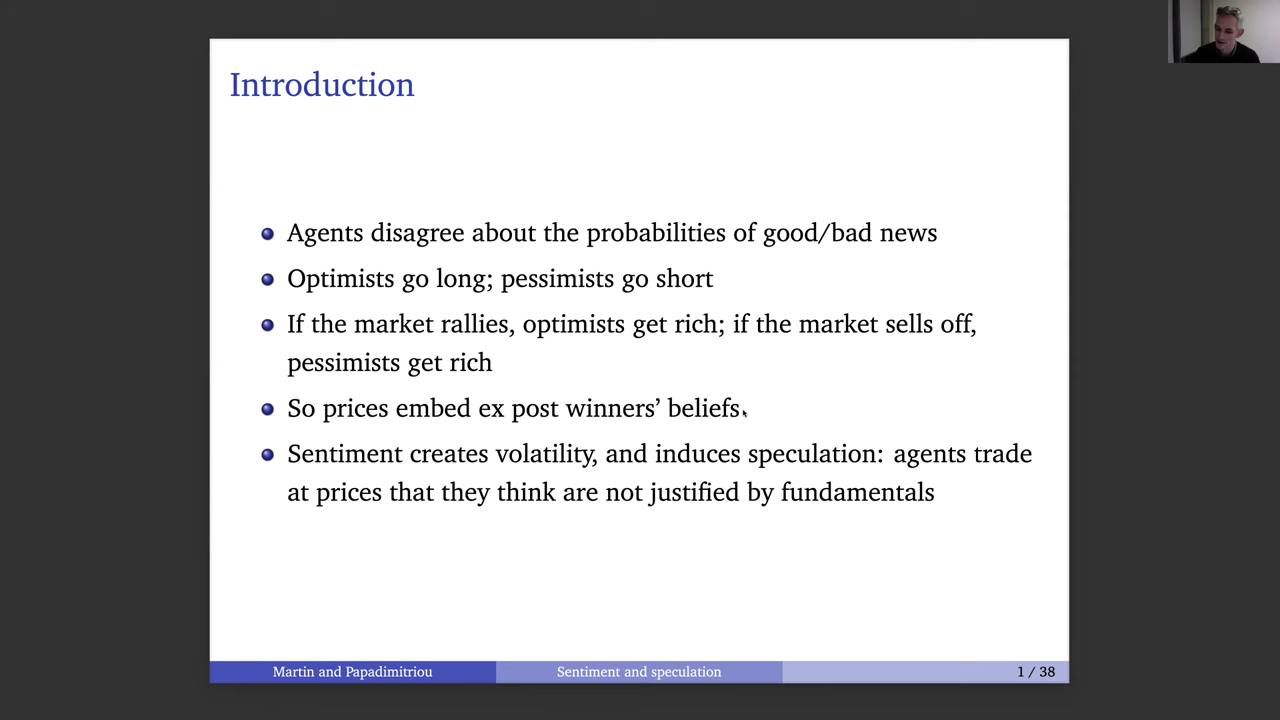 Introduction
Agents disagree about the probabilities of good/bad news
Optimists go long; pessimists go short
If the market rallies, optimists get rich; if the market sells off,
pessimists get rich
So prices embed ex post winners’ beliefs
Sentiment creates volatility, and induces speculation: agents trade
at prices that they think are not justified by fundamentals
Martin and Papadimitriou
Sentiment and speculation
1 / 38